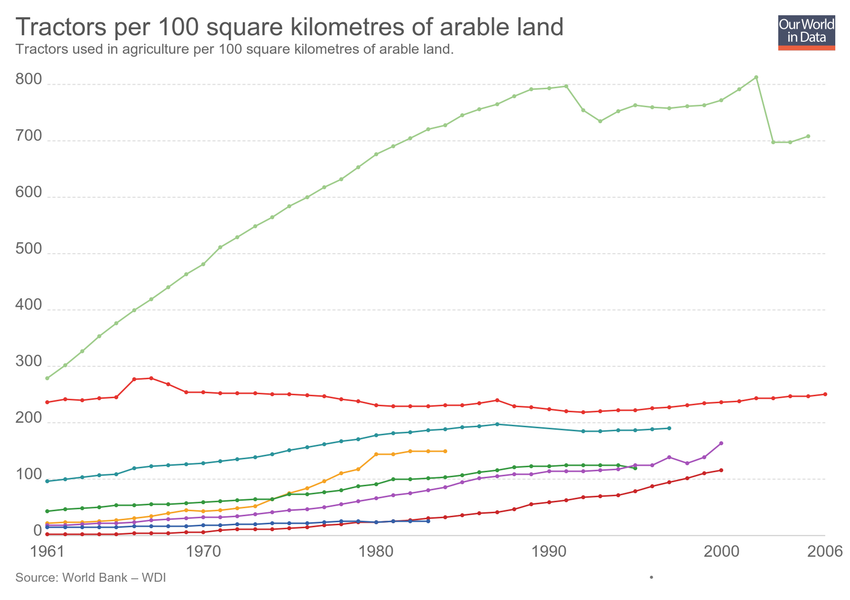 Tractors per 100 square kilometres of arable land
Tractors used in agriculture per 100 square kilometres of arable land.
Our World
in Data
800
700
600
500
400
300
200
100
0
1961 1970 1980 1990 2000 2006
Source: World Bank – WDI